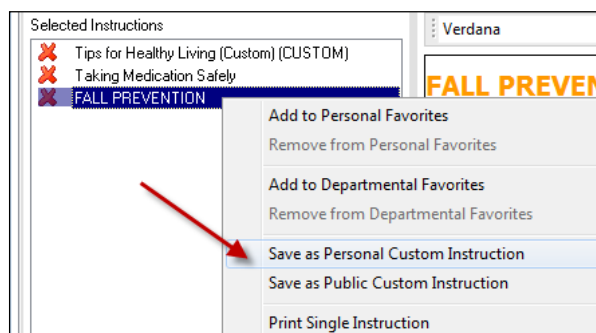 Selected Instructions
Verdana
Tips for Healthy Living (Custom) (CUSTOM)
Taking Medication Safely
FALL PREVENTION
FALL PREVEN
Add to Personal Favorites
Remove from Personal Favorites
Add to Departmental Favorites
Remove from Departmental Favorites
Save as Personal Custom Instruction
Save as Public Custom Instruction
Print Single Instruction